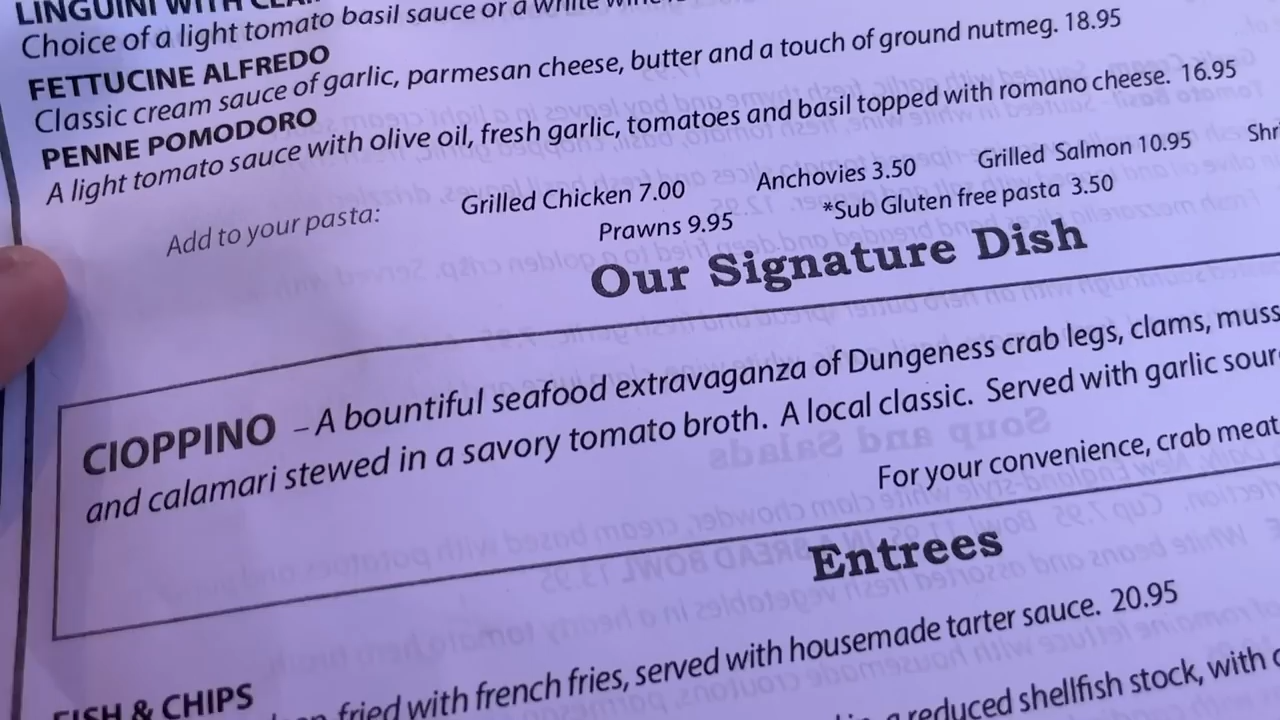 LINGUINI WITH
Choice of a light tomato basil sauce or a white
FETTUCINE ALFREDO
Classic cream sauce of garlic, parmesan cheese, butter and a touch of ground nutmeg. 18.95
PENNE POMODORO
A light tomato sauce with olive oil, fresh garlic, tomatoes and basil topped with romano cheese. 16.95
Add to your pasta: Grilled Chicken 7.00 Anchovies 3.50 Grilled Salmon 10.95
Prawns 9.95 *Sub Gluten free pasta 3.50
Our Signature Dish
CIOPPINO – A bountiful seafood extravaganza of Dungeness crab legs, clams,
and calamari stewed in a savory tomato broth. A local classic. Served with garlic
For your convenience, crab meat
Entrees
FISH & CHIPS
fried with french fries, served with housemade tarter sauce. 20.95
a reduced shellfish stock, with